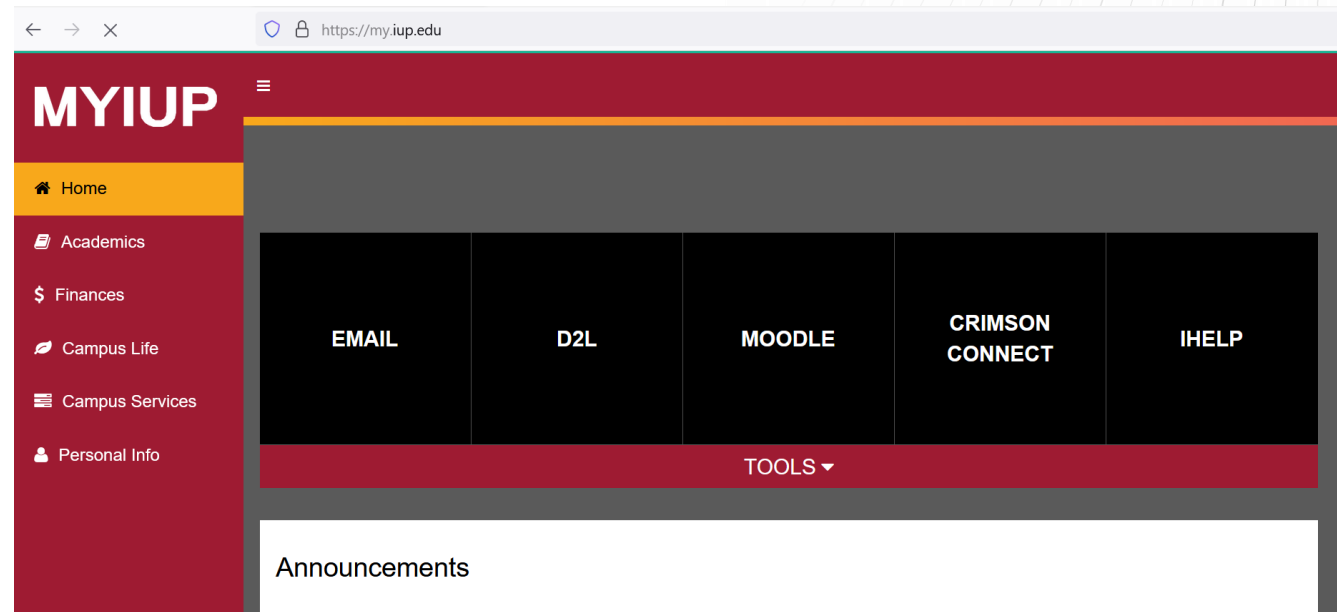 https://my.iup.edu
MYIUP
Home
Academics
Finances
Campus Life
Campus Services
Personal Info
EMAIL
D2L
MOODLE
CRIMSON
CONNECT
IHELP
TOOLS
Announcements